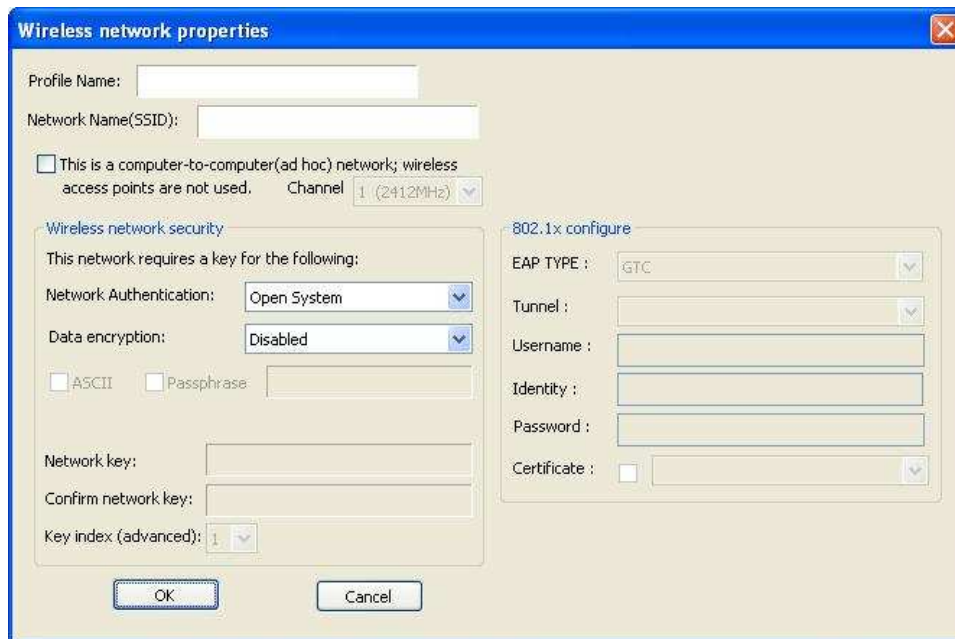 Wireless network properties
Profile Name:
Network Name(SSID):
This is a computer-to-computer(ad hoc) network; wireless
access points are not used. Channel 1 (2412MHz)
Wireless network security
This network requires a key for the following:
Network Authentication: Open System
Data encryption: Disabled
ASCII Passphrase
Network key:
Confirm network key:
Key index (advanced): 1
802.1x configure
EAP TYPE : GTC
Tunnel :
Username :
Identity :
Password :
Certificate :
OK Cancel